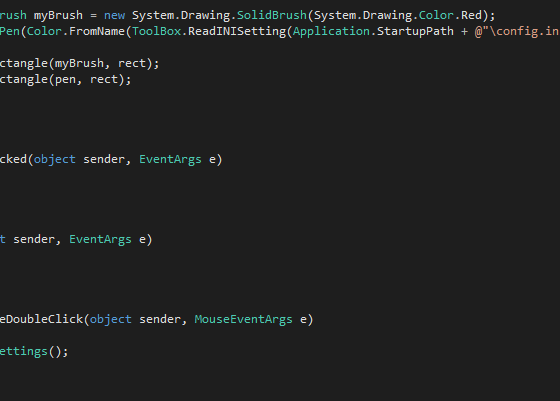 rush myBrush = new System.Drawing.SolidBrush(System.Drawing.Color.Red);
Pen(Color.FromName(ToolBox.ReadINISetting(Application.StartupPath + @"\config.in
ctangle(myBrush, rect);
ctangle(pen, rect);
cked(object sender, EventArgs e)
t sender, EventArgs e)
eDoubleClick(object sender, MouseEventArgs e)
ettings();